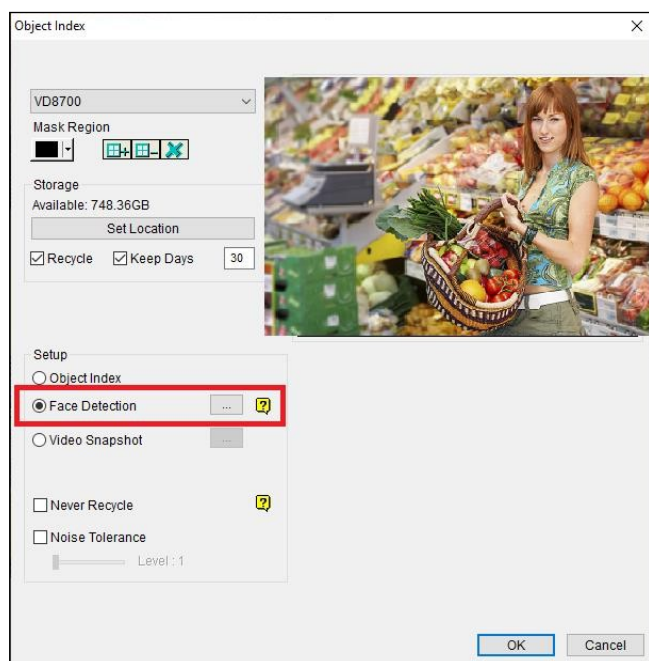 Object Index
VD8700
Mask Region
Storage
Available: 748.36GB
Set Location
Recycle Keep Days 30
Setup
Object Index
Face Detection ... ?
Video Snapshot ...
Never Recycle ?
Noise Tolerance
Level : 1
OK Cancel